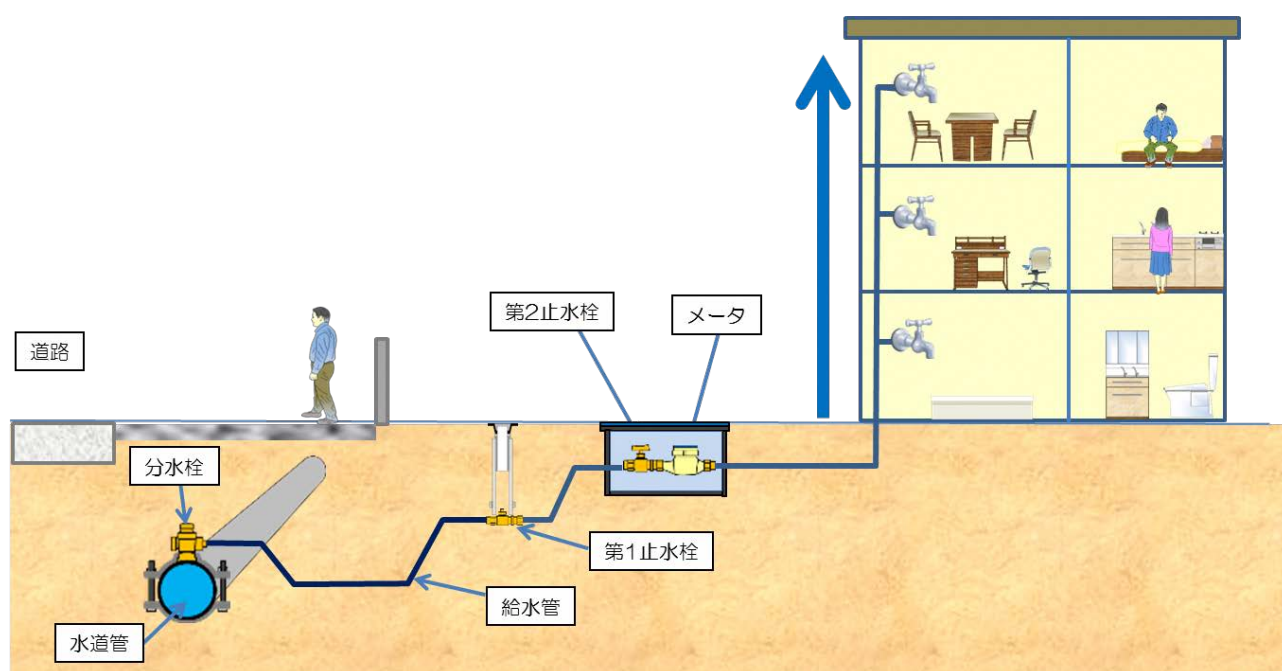 第2止水栓
メータ
道路
分水栓
第1止水栓
給水管
水道管